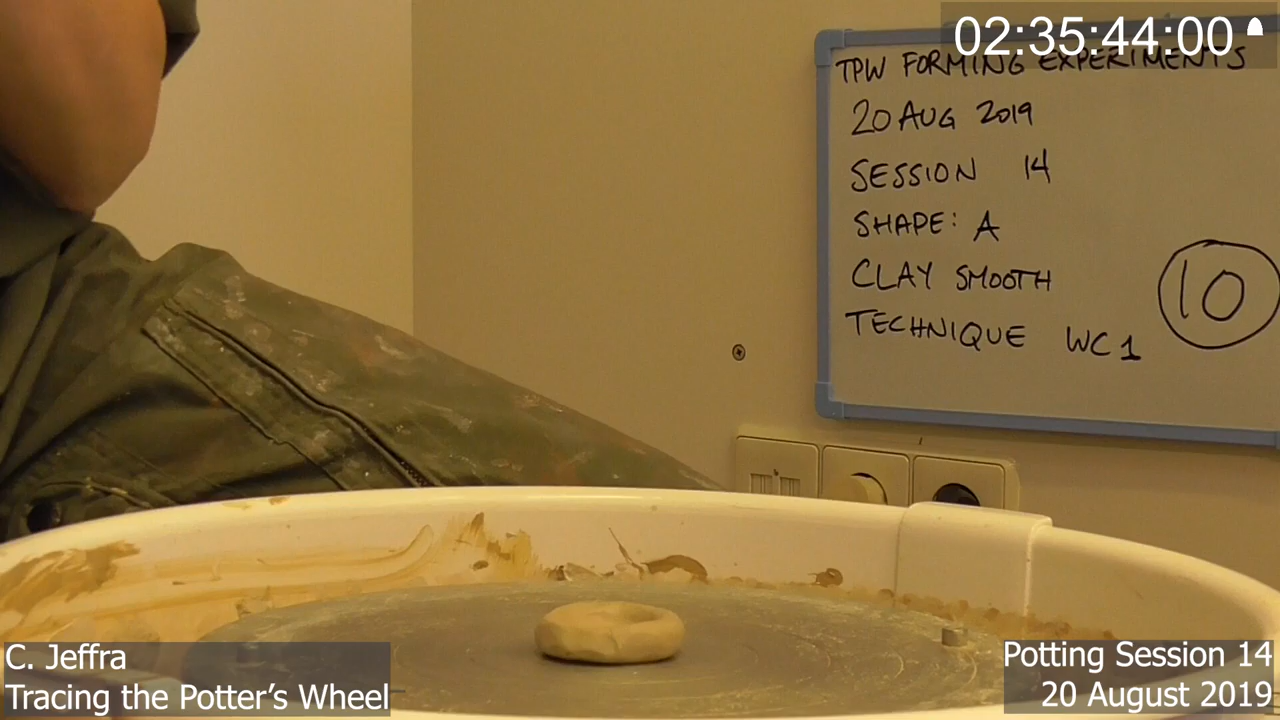 02:35:44:00
TPW FORMING EXPERIMENTS
20 AUG 2019
SESSION 14
SHAPE: A
CLAY SMOOTH
TECHNIQUE WC1
10
C. Jeffra
Tracing the Potter's Wheel
Potting Session 14
20 August 2019